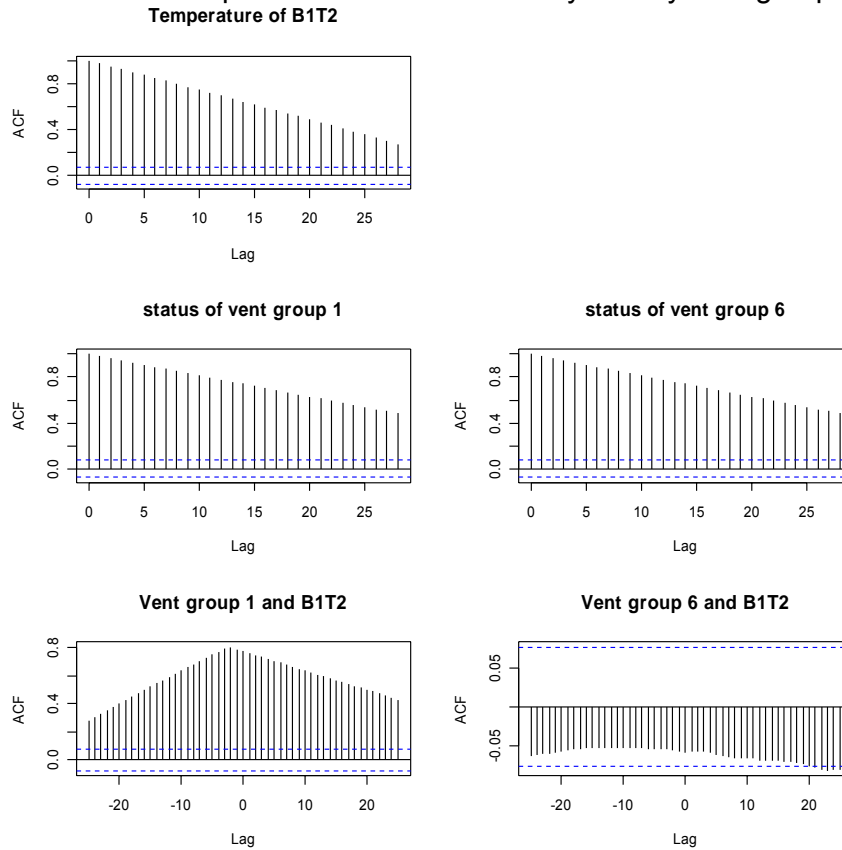 Temperature of B1T2
ACF
0.0 0.4 0.8
0 5 10 15 20 25
Lag
status of vent group 1
ACF
0.0 0.4 0.8
0 5 10 15 20 25
Lag
status of vent group 6
ACF
0.0 0.4 0.8
0 5 10 15 20 25
Lag
Vent group 1 and B1T2
ACF
0.0 0.4 0.8
-20 -10 0 10 20
Lag
Vent group 6 and B1T2
ACF
-0.05 0.05
-20 -10 0 10 20
Lag